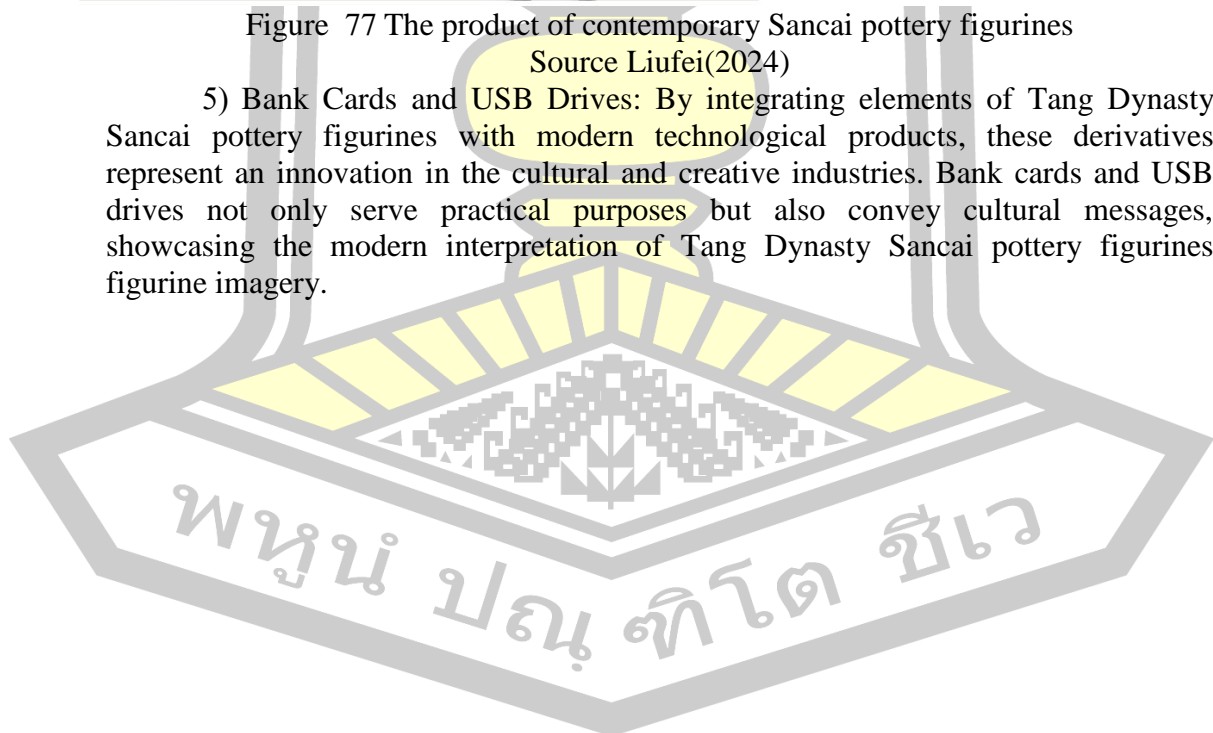 Figure 77 The product of contemporary Sancai pottery figurines
Source Liufei(2024)
5) Bank Cards and USB Drives: By integrating elements of Tang Dynasty
Sancai pottery figurines with modern technological products, these derivatives
represent an innovation in the cultural and creative industries. Bank cards and USB
drives not only serve practical purposes but also convey cultural messages,
showcasing the modern interpretation of Tang Dynasty Sancai pottery figurines
figurine imagery.
พหูนํ ปณฺฑิโต ชีเว